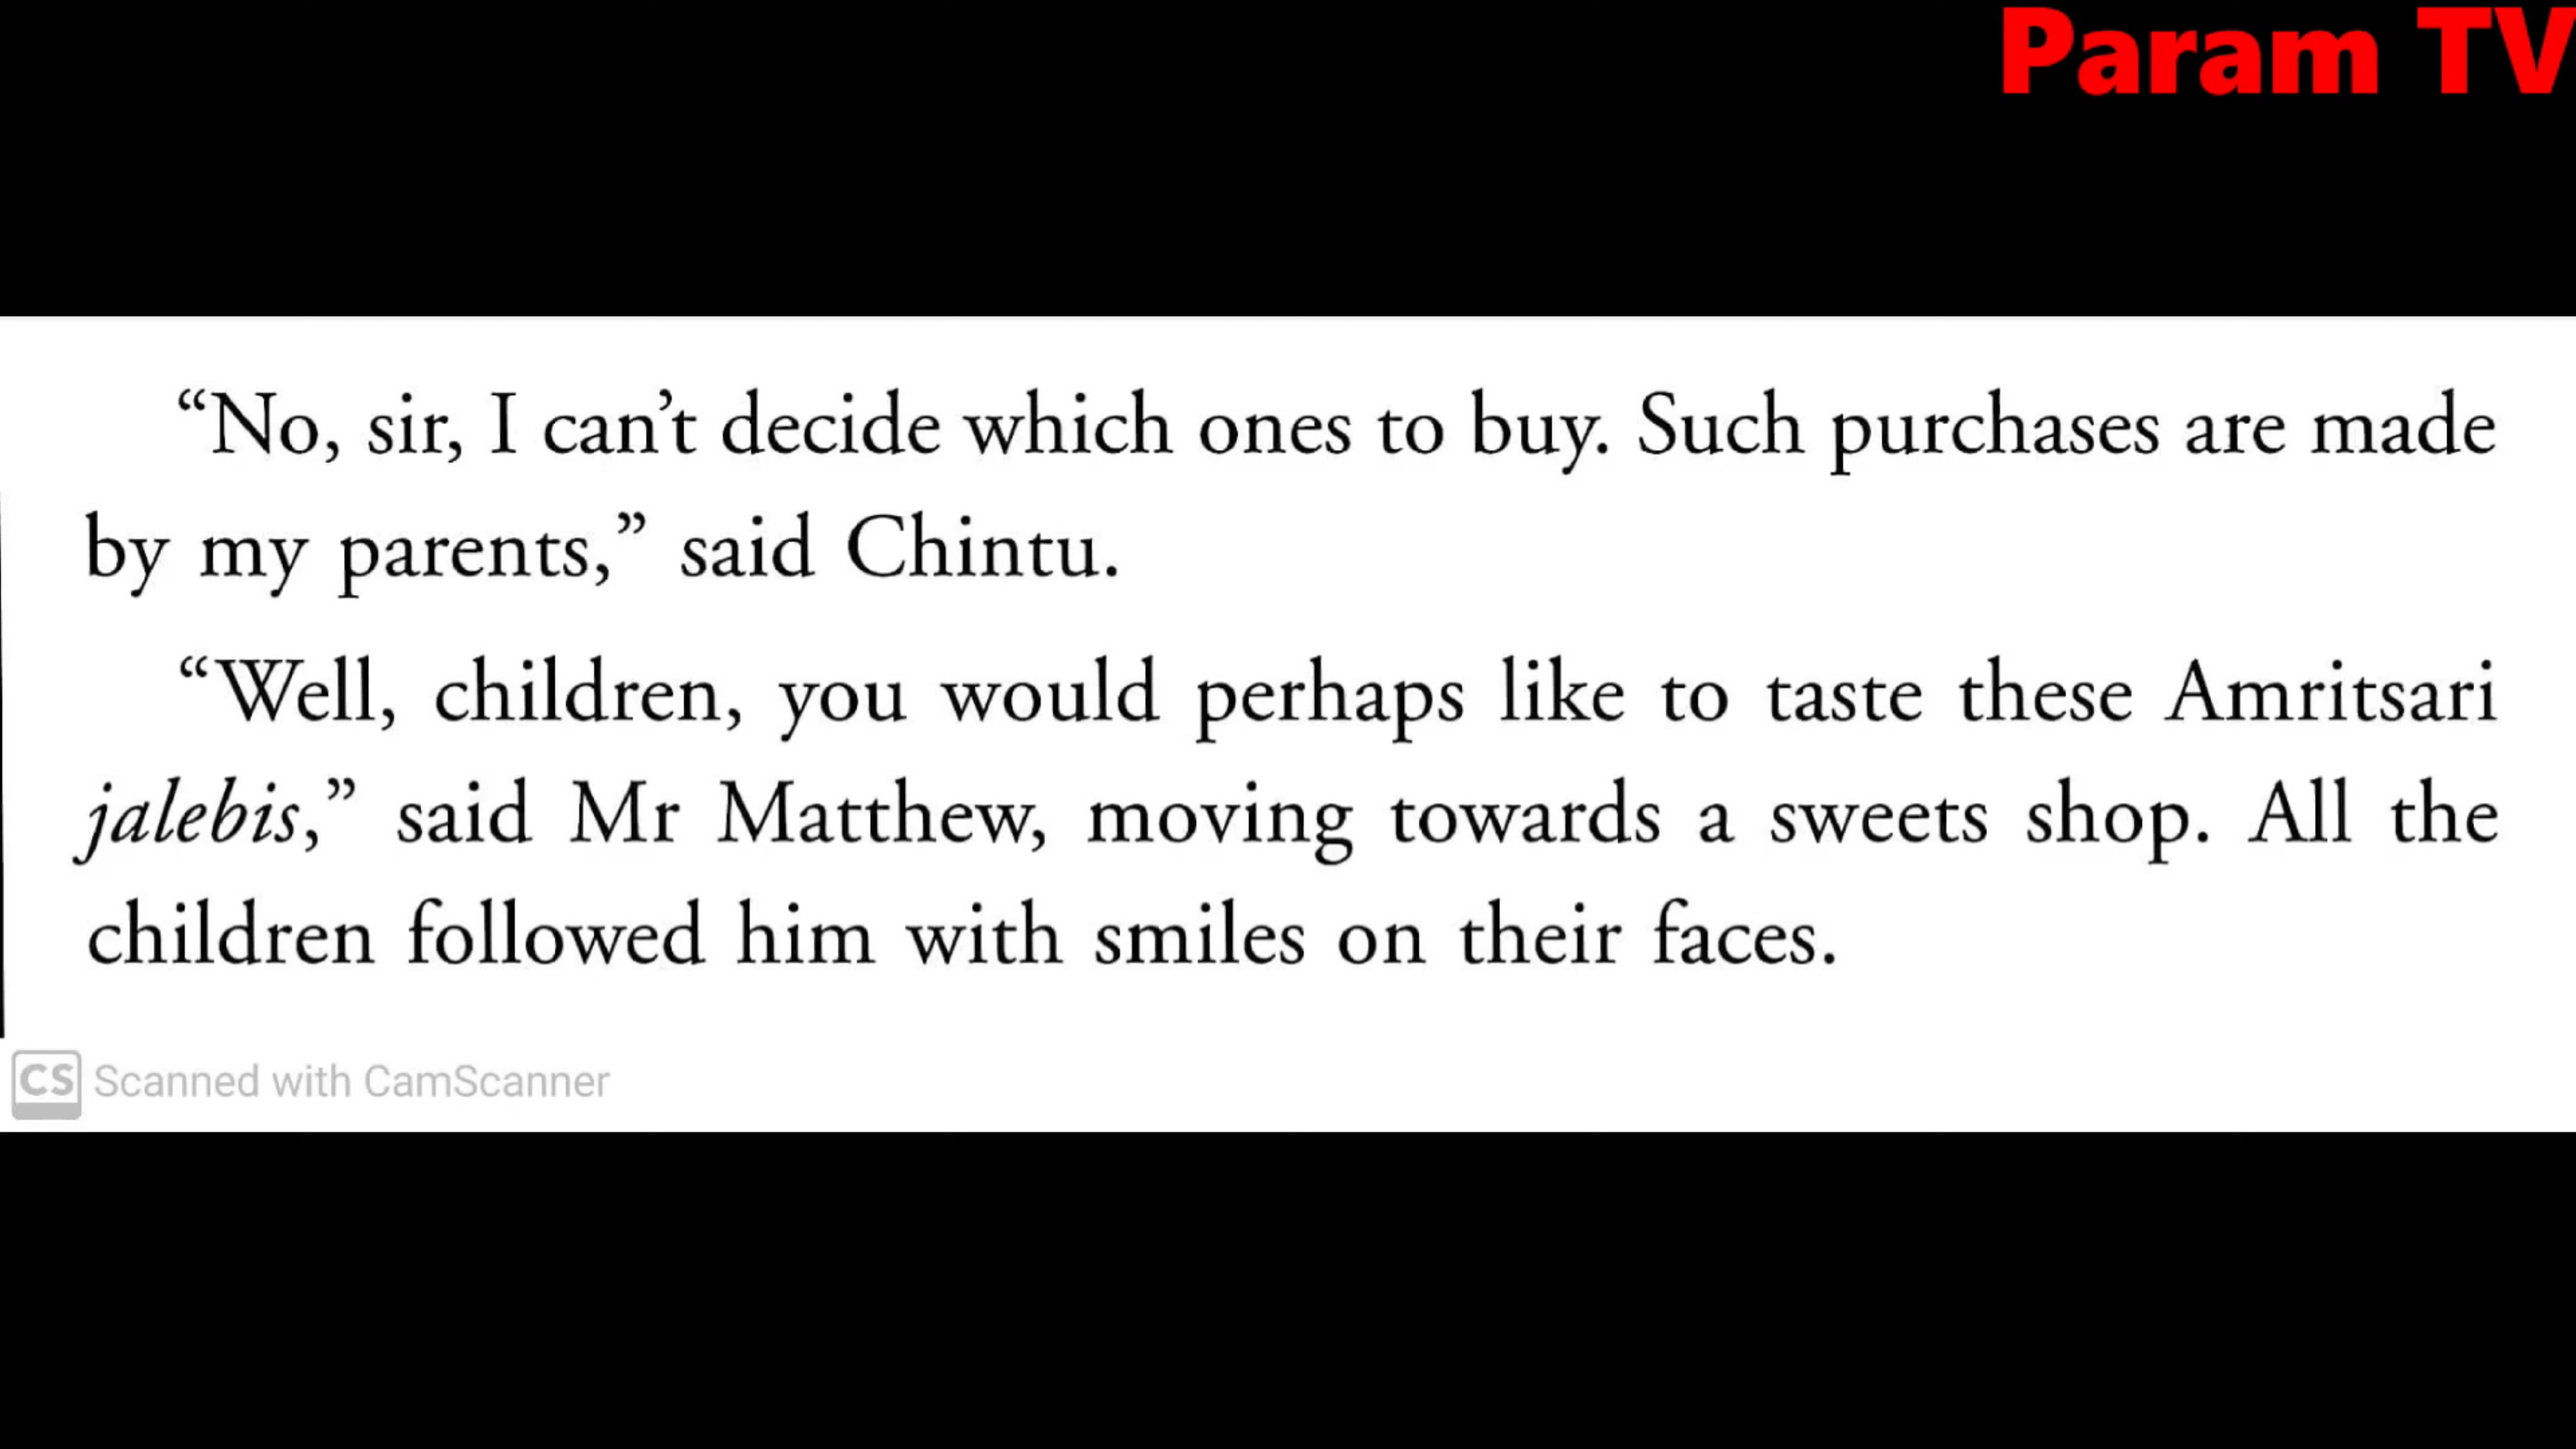 Param TV
“No, sir, I can’t decide which ones to buy. Such purchases are made
by my parents,” said Chintu.
“Well, children, you would perhaps like to taste these Amritsari
jalebis,” said Mr Matthew, moving towards a sweets shop. All the
children followed him with smiles on their faces.
CS Scanned with CamScanner